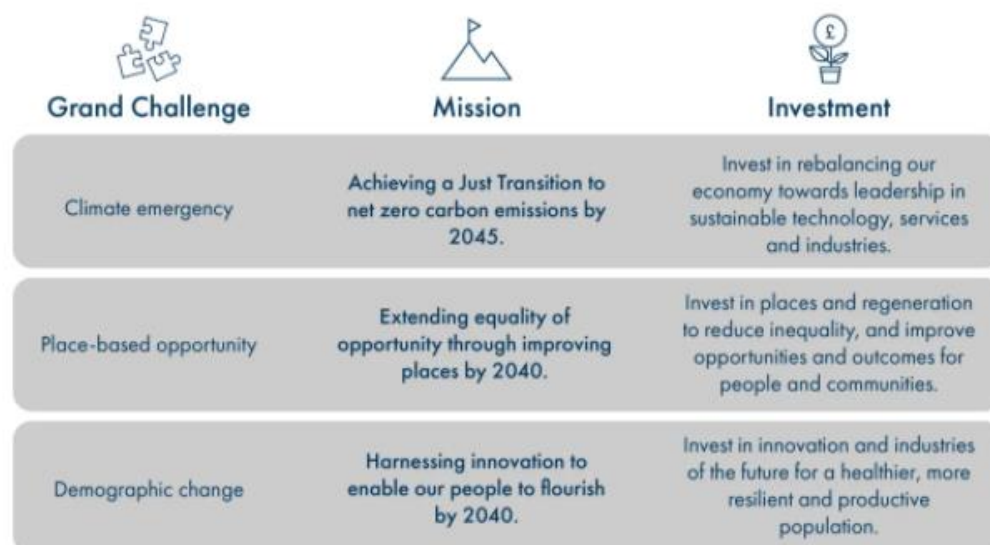 £
Grand Challenge
Mission
Investment
Climate emergency
Achieving a Just Transition to
net zero carbon emissions by
2045.
Invest in rebalancing our
economy towards leadership in
sustainable technology, services
and industries.
Place-based opportunity
Extending equality of
opportunity through improving
places by 2040.
Invest in places and regeneration
to reduce inequality, and improve
opportunities and outcomes for
people and communities.
Demographic change
Harnessing innovation to
enable our people to flourish
by 2040.
Invest in innovation and industries
of the future for a healthier, more
resilient and productive
population.